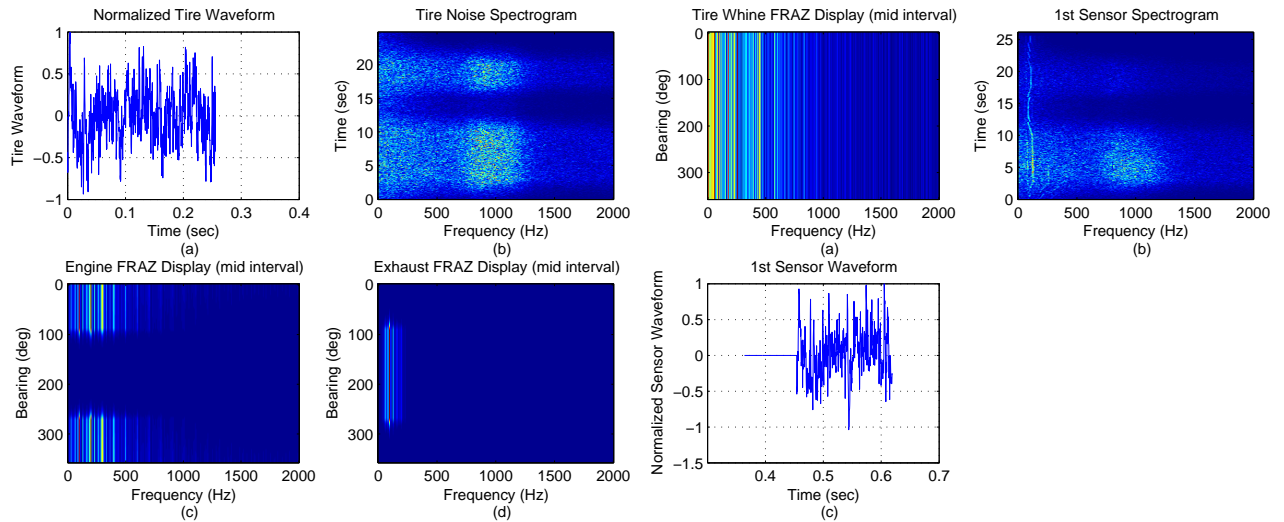 Normalized Tire Waveform
1
0.5
0
−0.5
−1
0 0.1 0.2 0.3 0.4
Tire Waveform
Time (sec)
(a)
Tire Noise Spectrogram
20
15
10
5
0
0 500 1000 1500 2000
Time (sec)
Frequency (Hz)
(b)
Tire Whine FRAZ Display (mid interval)
0
100
200
300
0 500 1000 1500 2000
Bearing (deg)
Frequency (Hz)
(a)
1st Sensor Spectrogram
25
20
15
10
5
0
0 500 1000 1500 2000
Time (sec)
Frequency (Hz)
(b)
Engine FRAZ Display (mid interval)
0
100
200
300
0 500 1000 1500 2000
Bearing (deg)
Frequency (Hz)
(c)
Exhaust FRAZ Display (mid interval)
0
100
200
300
0 500 1000 1500 2000
Bearing (deg)
Frequency (Hz)
(d)
1st Sensor Waveform
1
0.5
0
−0.5
−1
−1.5
0.4 0.5 0.6 0.7
Normalized Sensor Waveform
Time (sec)
(c)